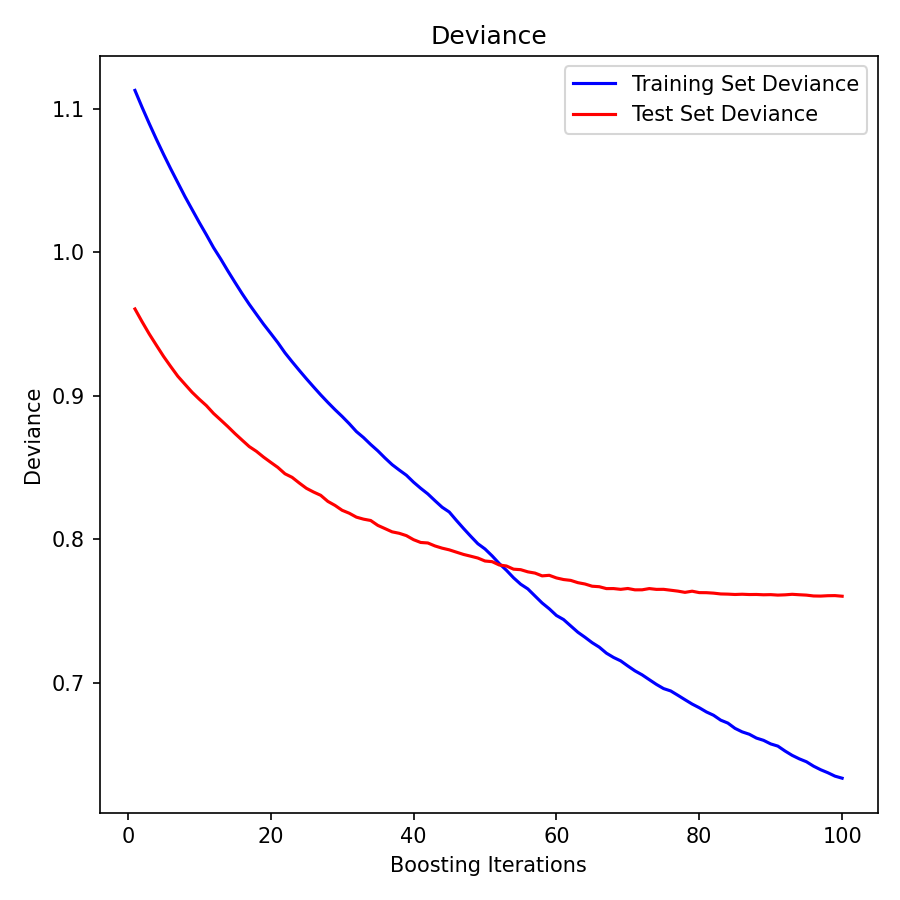 Deviance
Training Set Deviance
Test Set Deviance
1.1
1.0
0.9
0.8
0.7
Deviance
0 20 40 60 80 100
Boosting Iterations